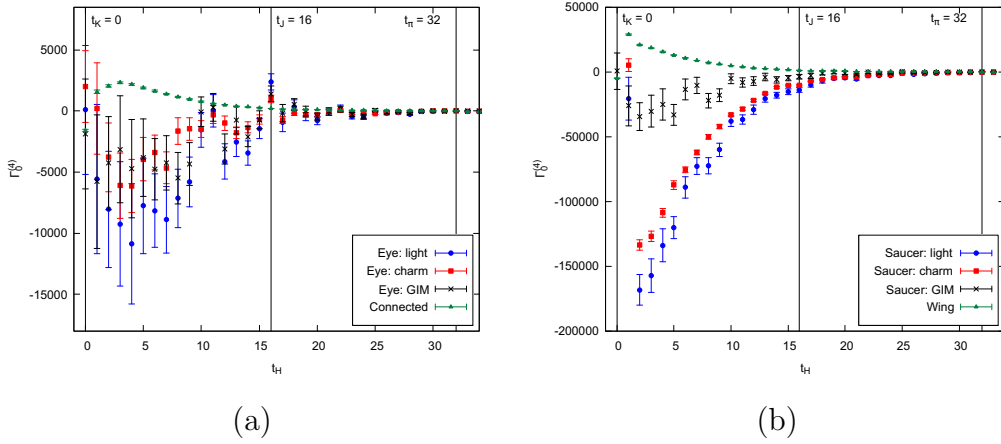 t_K = 0 t_J = 16 t_π = 32
5000
0
-5000
-10000
-15000
Γ_0^(4)
Eye: light
Eye: charm
Eye: GIM
Connected
0 5 10 15 20 25 30
t_H
(a)
t_K = 0 t_J = 16 t_π = 32
50000
0
-50000
-100000
-150000
-200000
Γ_0^(4)
Saucer: light
Saucer: charm
Saucer: GIM
Wing
0 5 10 15 20 25 30
t_H
(b)